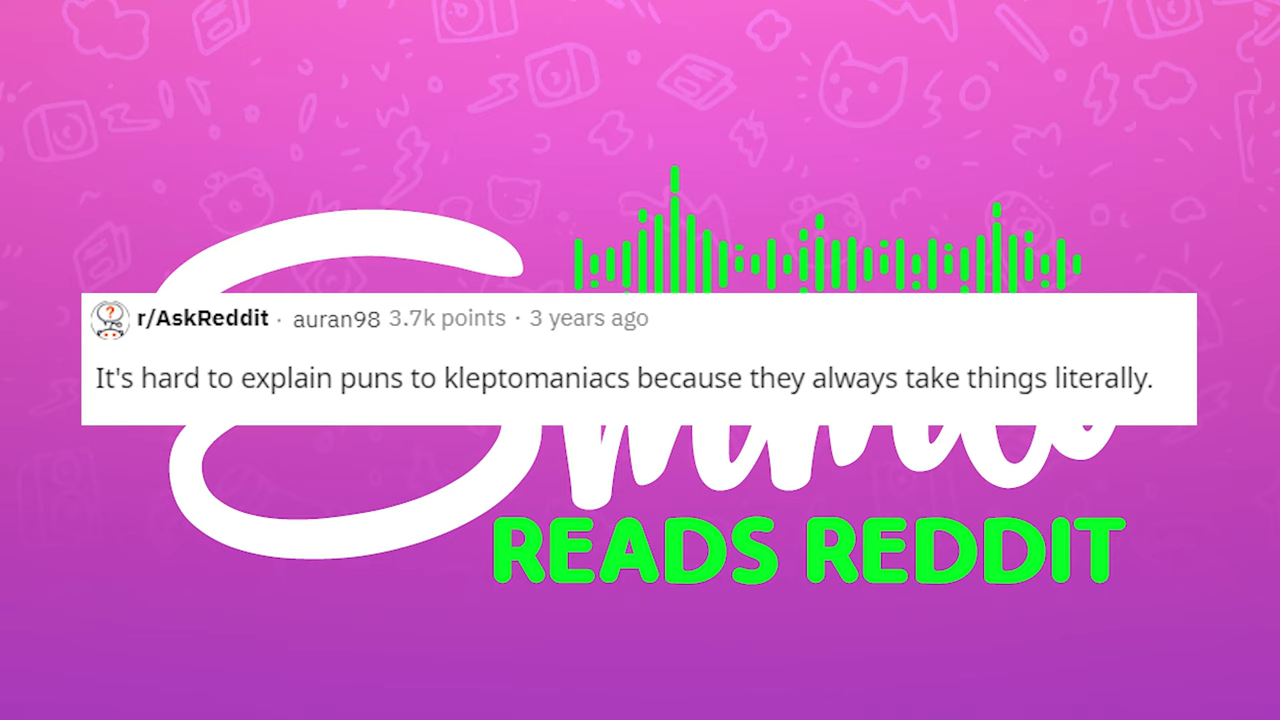 r/AskReddit · auran98 3.7k points · 3 years ago
It's hard to explain puns to kleptomaniacs because they always take things literally.
READS REDDIT